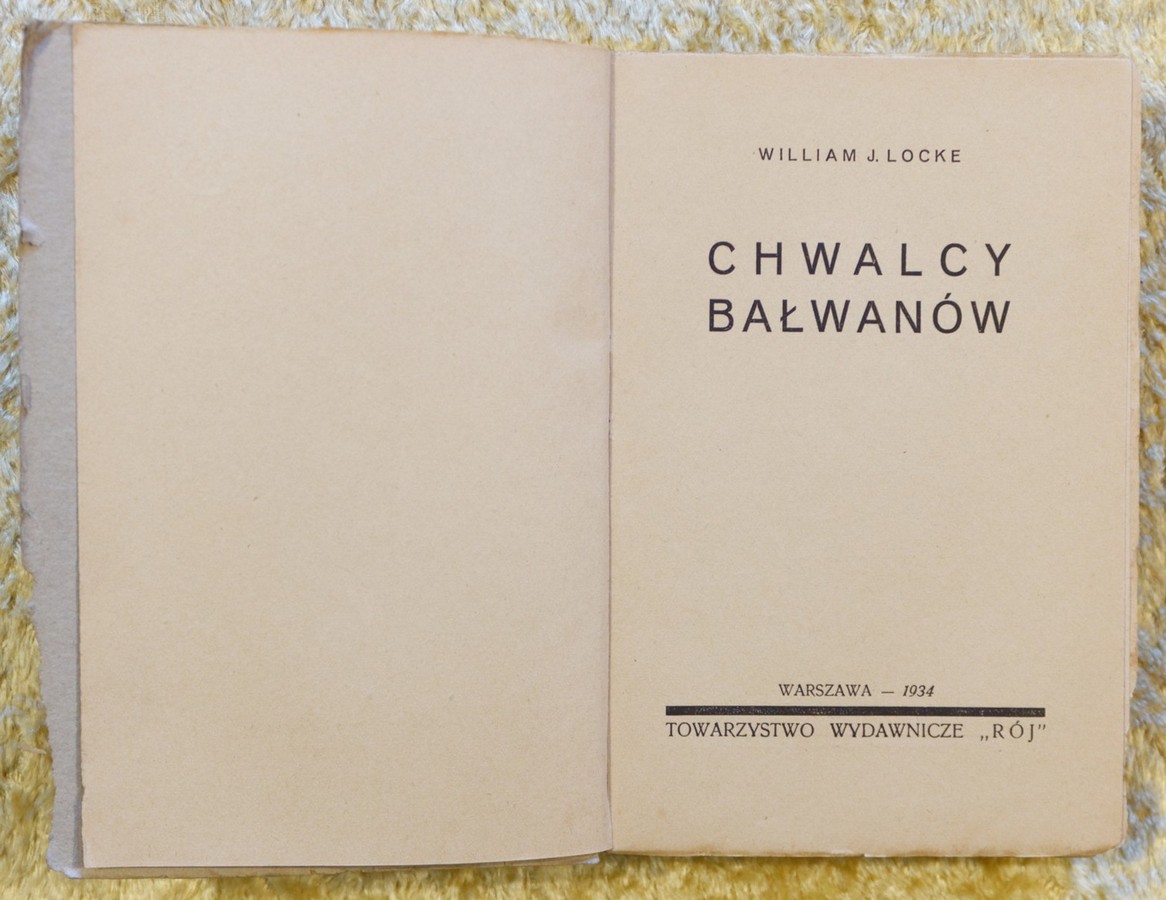 WILLIAM J. LOCKE
CHWALCY
BAŁWANÓW
WARSZAWA — 1934
TOWARZYSTWO WYDAWNICZE „RÓJ”